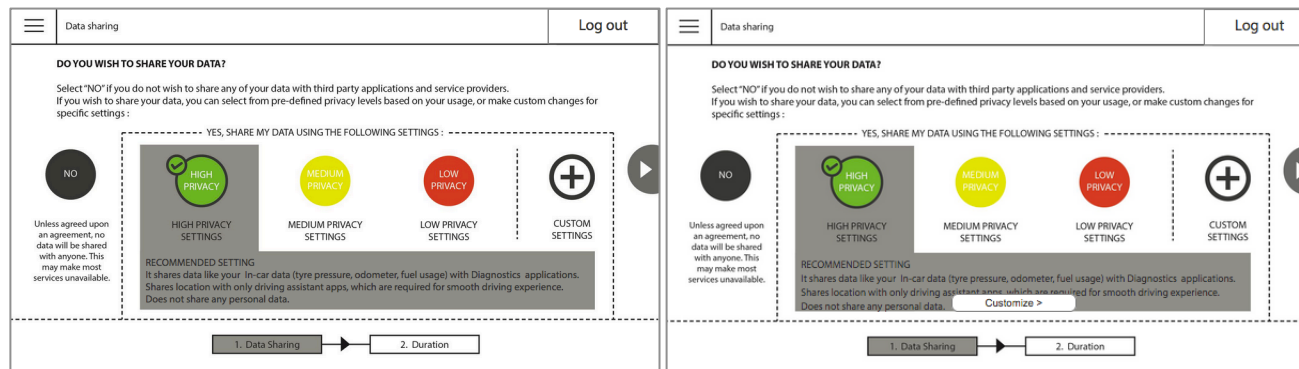 Data sharing
Log out
DO YOU WISH TO SHARE YOUR DATA?
Select "NO" if you do not wish to share any of your data with third party applications and service providers.
If you wish to share your data, you can select from pre-defined privacy levels based on your usage, or make custom changes for
specific settings :
YES, SHARE MY DATA USING THE FOLLOWING SETTINGS :
NO
Unless agreed upon
an agreement, no
data will be shared
with anyone. This
may make most
services unavailable.
HIGH
PRIVACY
HIGH PRIVACY
SETTINGS
MEDIUM
PRIVACY
MEDIUM PRIVACY
SETTINGS
LOW
PRIVACY
LOW PRIVACY
SETTINGS
CUSTOM
SETTINGS
RECOMMENDED SETTING
It shares data like your In-car data (tyre pressure, odometer, fuel usage) with Diagnostics applications.
Shares location with only driving assistant apps, which are required for smooth driving experience.
Does not share any personal data.
1. Data Sharing
2. Duration
Data sharing
Log out
DO YOU WISH TO SHARE YOUR DATA?
Select "NO" if you do not wish to share any of your data with third party applications and service providers.
If you wish to share your data, you can select from pre-defined privacy levels based on your usage, or make custom changes for
specific settings :
YES, SHARE MY DATA USING THE FOLLOWING SETTINGS :
NO
Unless agreed upon
an agreement, no
data will be shared
with anyone. This
may make most
services unavailable.
HIGH
PRIVACY
HIGH PRIVACY
SETTINGS
MEDIUM
PRIVACY
MEDIUM PRIVACY
SETTINGS
LOW
PRIVACY
LOW PRIVACY
SETTINGS
CUSTOM
SETTINGS
RECOMMENDED SETTING
It shares data like your In-car data (tyre pressure, odometer, fuel usage) with Diagnostics applications.
Shares location with only driving assistant apps, which are required for smooth driving experience.
Does not share any personal data.
Customize >
1. Data Sharing
2. Duration